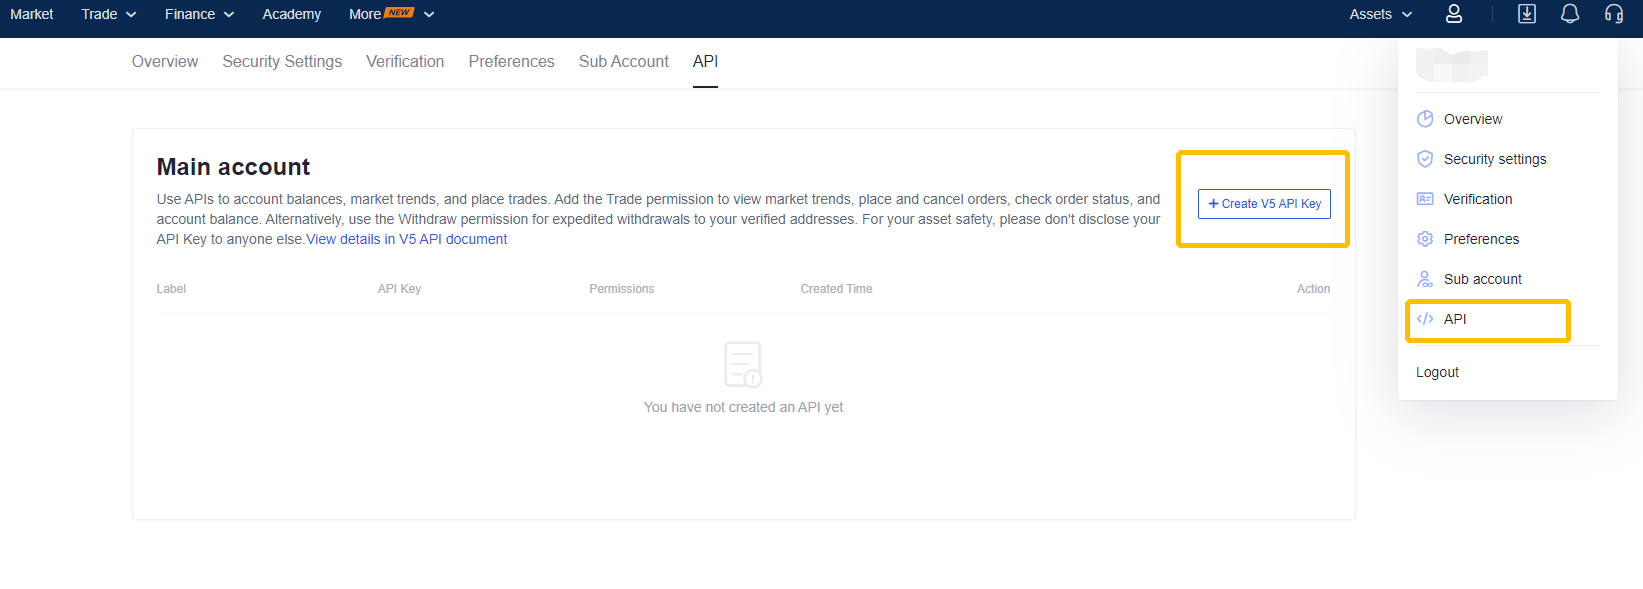 Market Trade Finance Academy More NEW Assets
Overview Security Settings Verification Preferences Sub Account API
Main account
Use APIs to account balances, market trends, and place trades. Add the Trade permission to view market trends, place and cancel orders, check order status, and
account balance. Alternatively, use the Withdraw permission for expedited withdrawals to your verified addresses. For your asset safety, please don't disclose your
API Key to anyone else.View details in V5 API document
+ Create V5 API Key
Label API Key Permissions Created Time Action
You have not created an API yet
Overview
Security settings
Verification
Preferences
Sub account
API
Logout